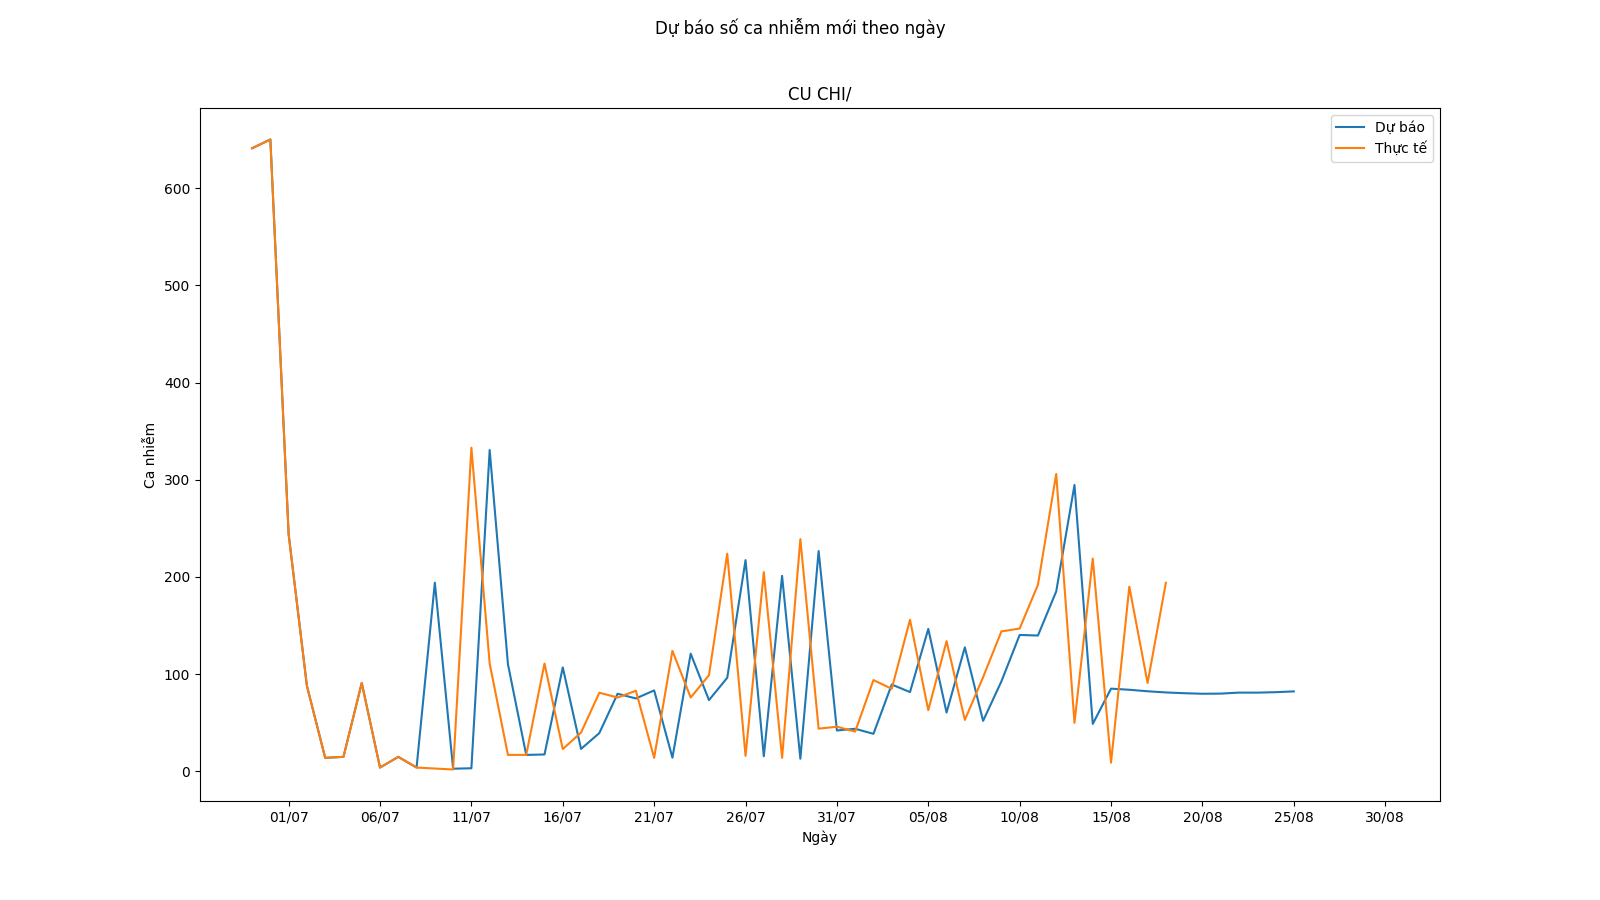 Dự báo số ca nhiễm mới theo ngày
CU CHI/
Dự báo
Thực tế
600
500
400
300
200
100
0
Ca nhiễm
01/07 06/07 11/07 16/07 21/07 26/07 31/07 05/08 10/08 15/08 20/08 25/08 30/08
Ngày